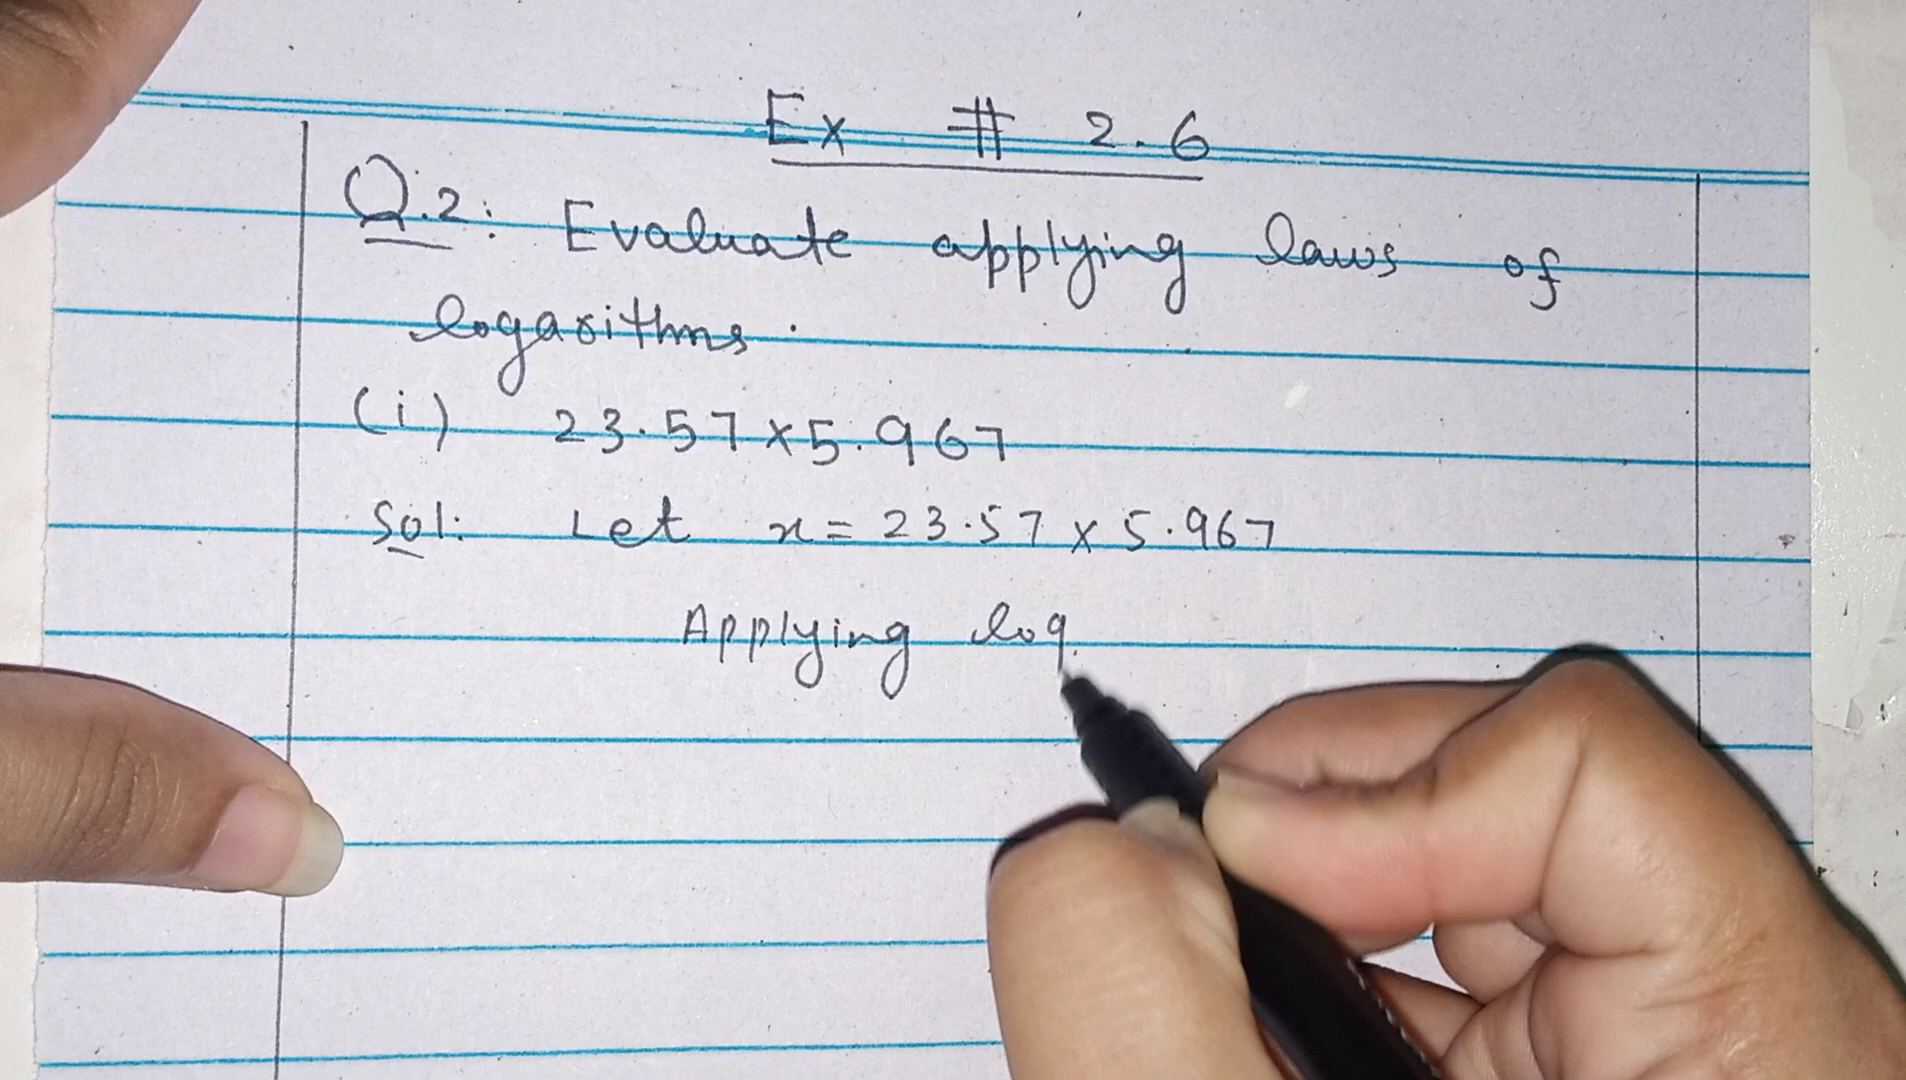 Ex # 2.6
Q.2: Evaluate applying laws of
logarithms.
(i) 23.57×5.967
Sol: Let x = 23.57 × 5.967
Applying log